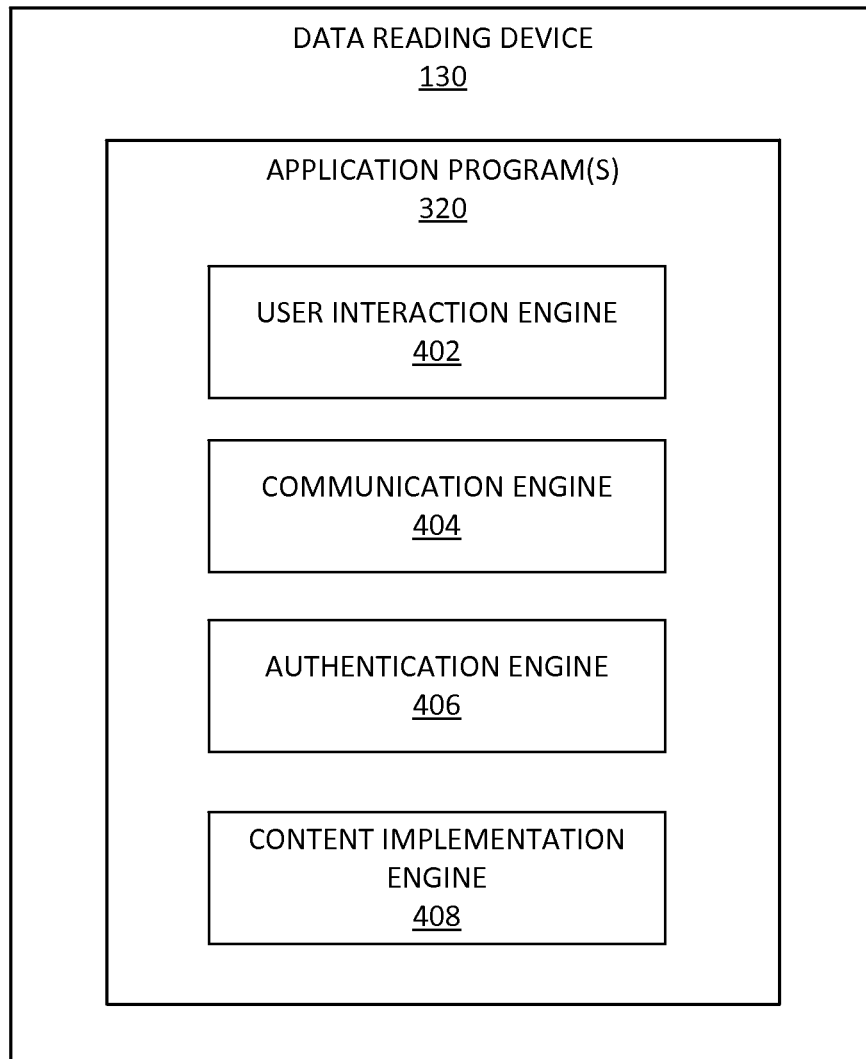 DATA READING DEVICE
130
APPLICATION PROGRAM(S)
320
USER INTERACTION ENGINE
402
COMMUNICATION ENGINE
404
AUTHENTICATION ENGINE
406
CONTENT IMPLEMENTATION
ENGINE
408